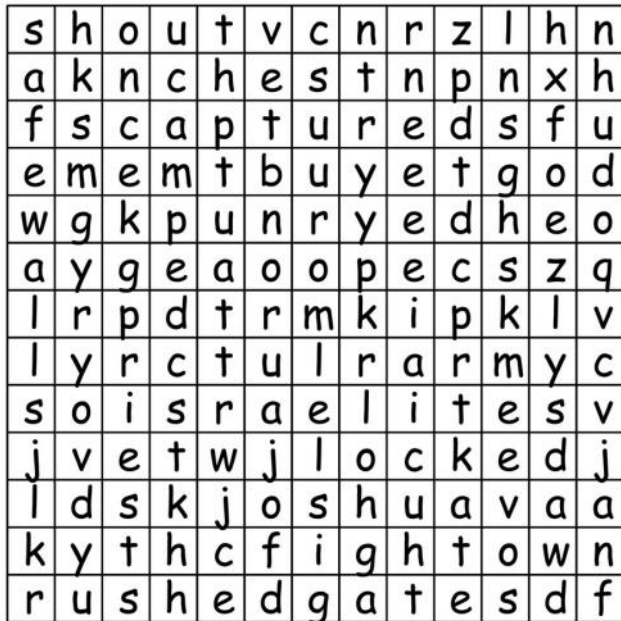 s h o u t v c n r z l h n
a k n c h e s t n p n x h
f s c a p t u r e d s f u
e m e m t b u y e t g o d
w g k p u n r y e d h e o
a y g e a o o p e c s z q
l r p d t r m k i p k l v
l y r c t u l r a r m y c
s o i s r a e l i t e s v
j v e t w j l o c k e d j
l d s k j o s h u a v a a
k y t h c f i g h t o w n
r u s h e d g a t e s d f